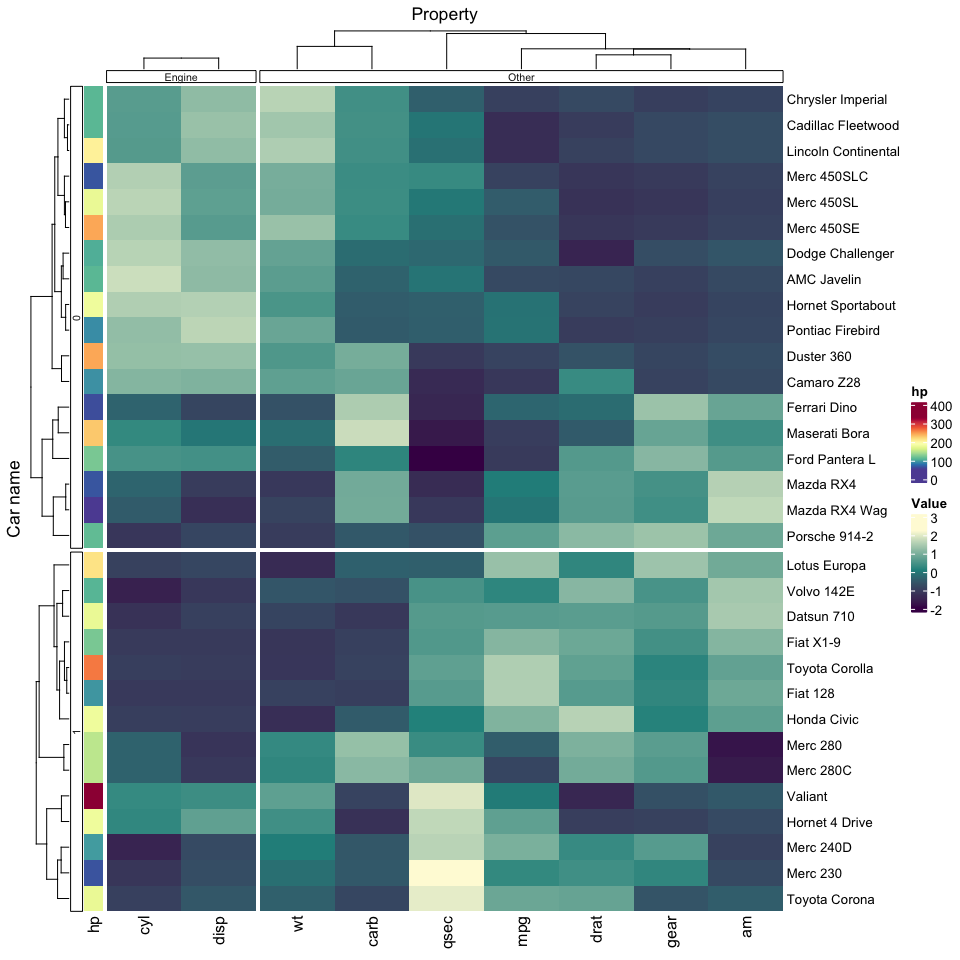 Property
Engine
Other
Chrysler Imperial
Cadillac Fleetwood
Lincoln Continental
Merc 450SLC
Merc 450SL
Merc 450SE
Dodge Challenger
AMC Javelin
Hornet Sportabout
Pontiac Firebird
Duster 360
Camaro Z28
Ferrari Dino
Maserati Bora
Ford Pantera L
Mazda RX4
Mazda RX4 Wag
Porsche 914-2
Lotus Europa
Volvo 142E
Datsun 710
Fiat X1-9
Toyota Corolla
Fiat 128
Honda Civic
Merc 280
Merc 280C
Valiant
Hornet 4 Drive
Merc 240D
Merc 230
Toyota Corona
Car name
0
1
hp
cyl
disp
wt
carb
qsec
mpg
drat
gear
am
hp
400
300
200
100
0
Value
3
2
1
0
-1
-2